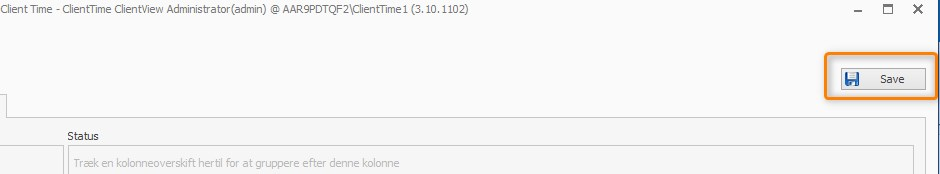 Client Time - ClientTime ClientView Administrator(admin) @ AAR9PDTQF2\ClientTime1 (3.10.1102)
Save
Status
Træk en kolonneoverskift hertil for at gruppere efter denne kolonne